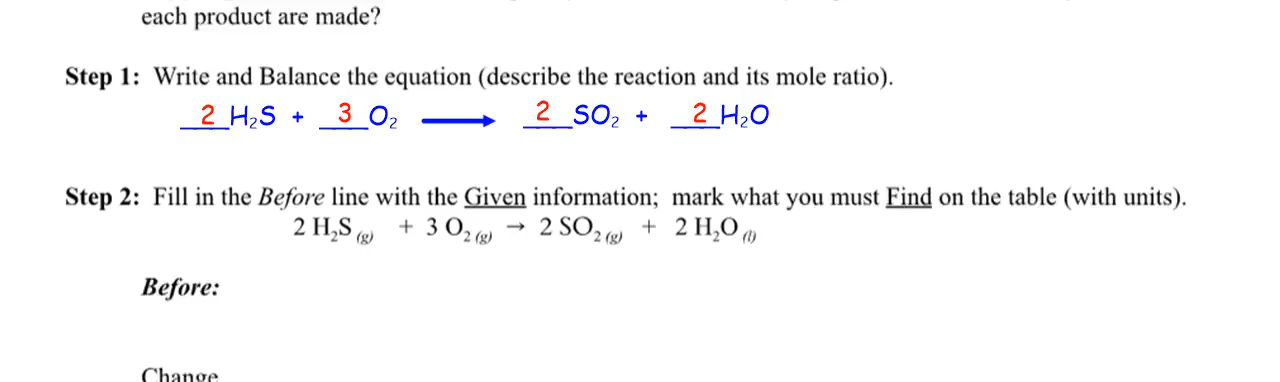 each product are made?
Step 1: Write and Balance the equation (describe the reaction and its mole ratio).
2 H₂S + 3 O₂ ⟶ 2 SO₂ + 2 H₂O
Step 2: Fill in the Before line with the Given information; mark what you must Find on the table (with units).
2 H₂S (g) + 3 O₂ (g) → 2 SO₂ (g) + 2 H₂O (l)
Before:
Change